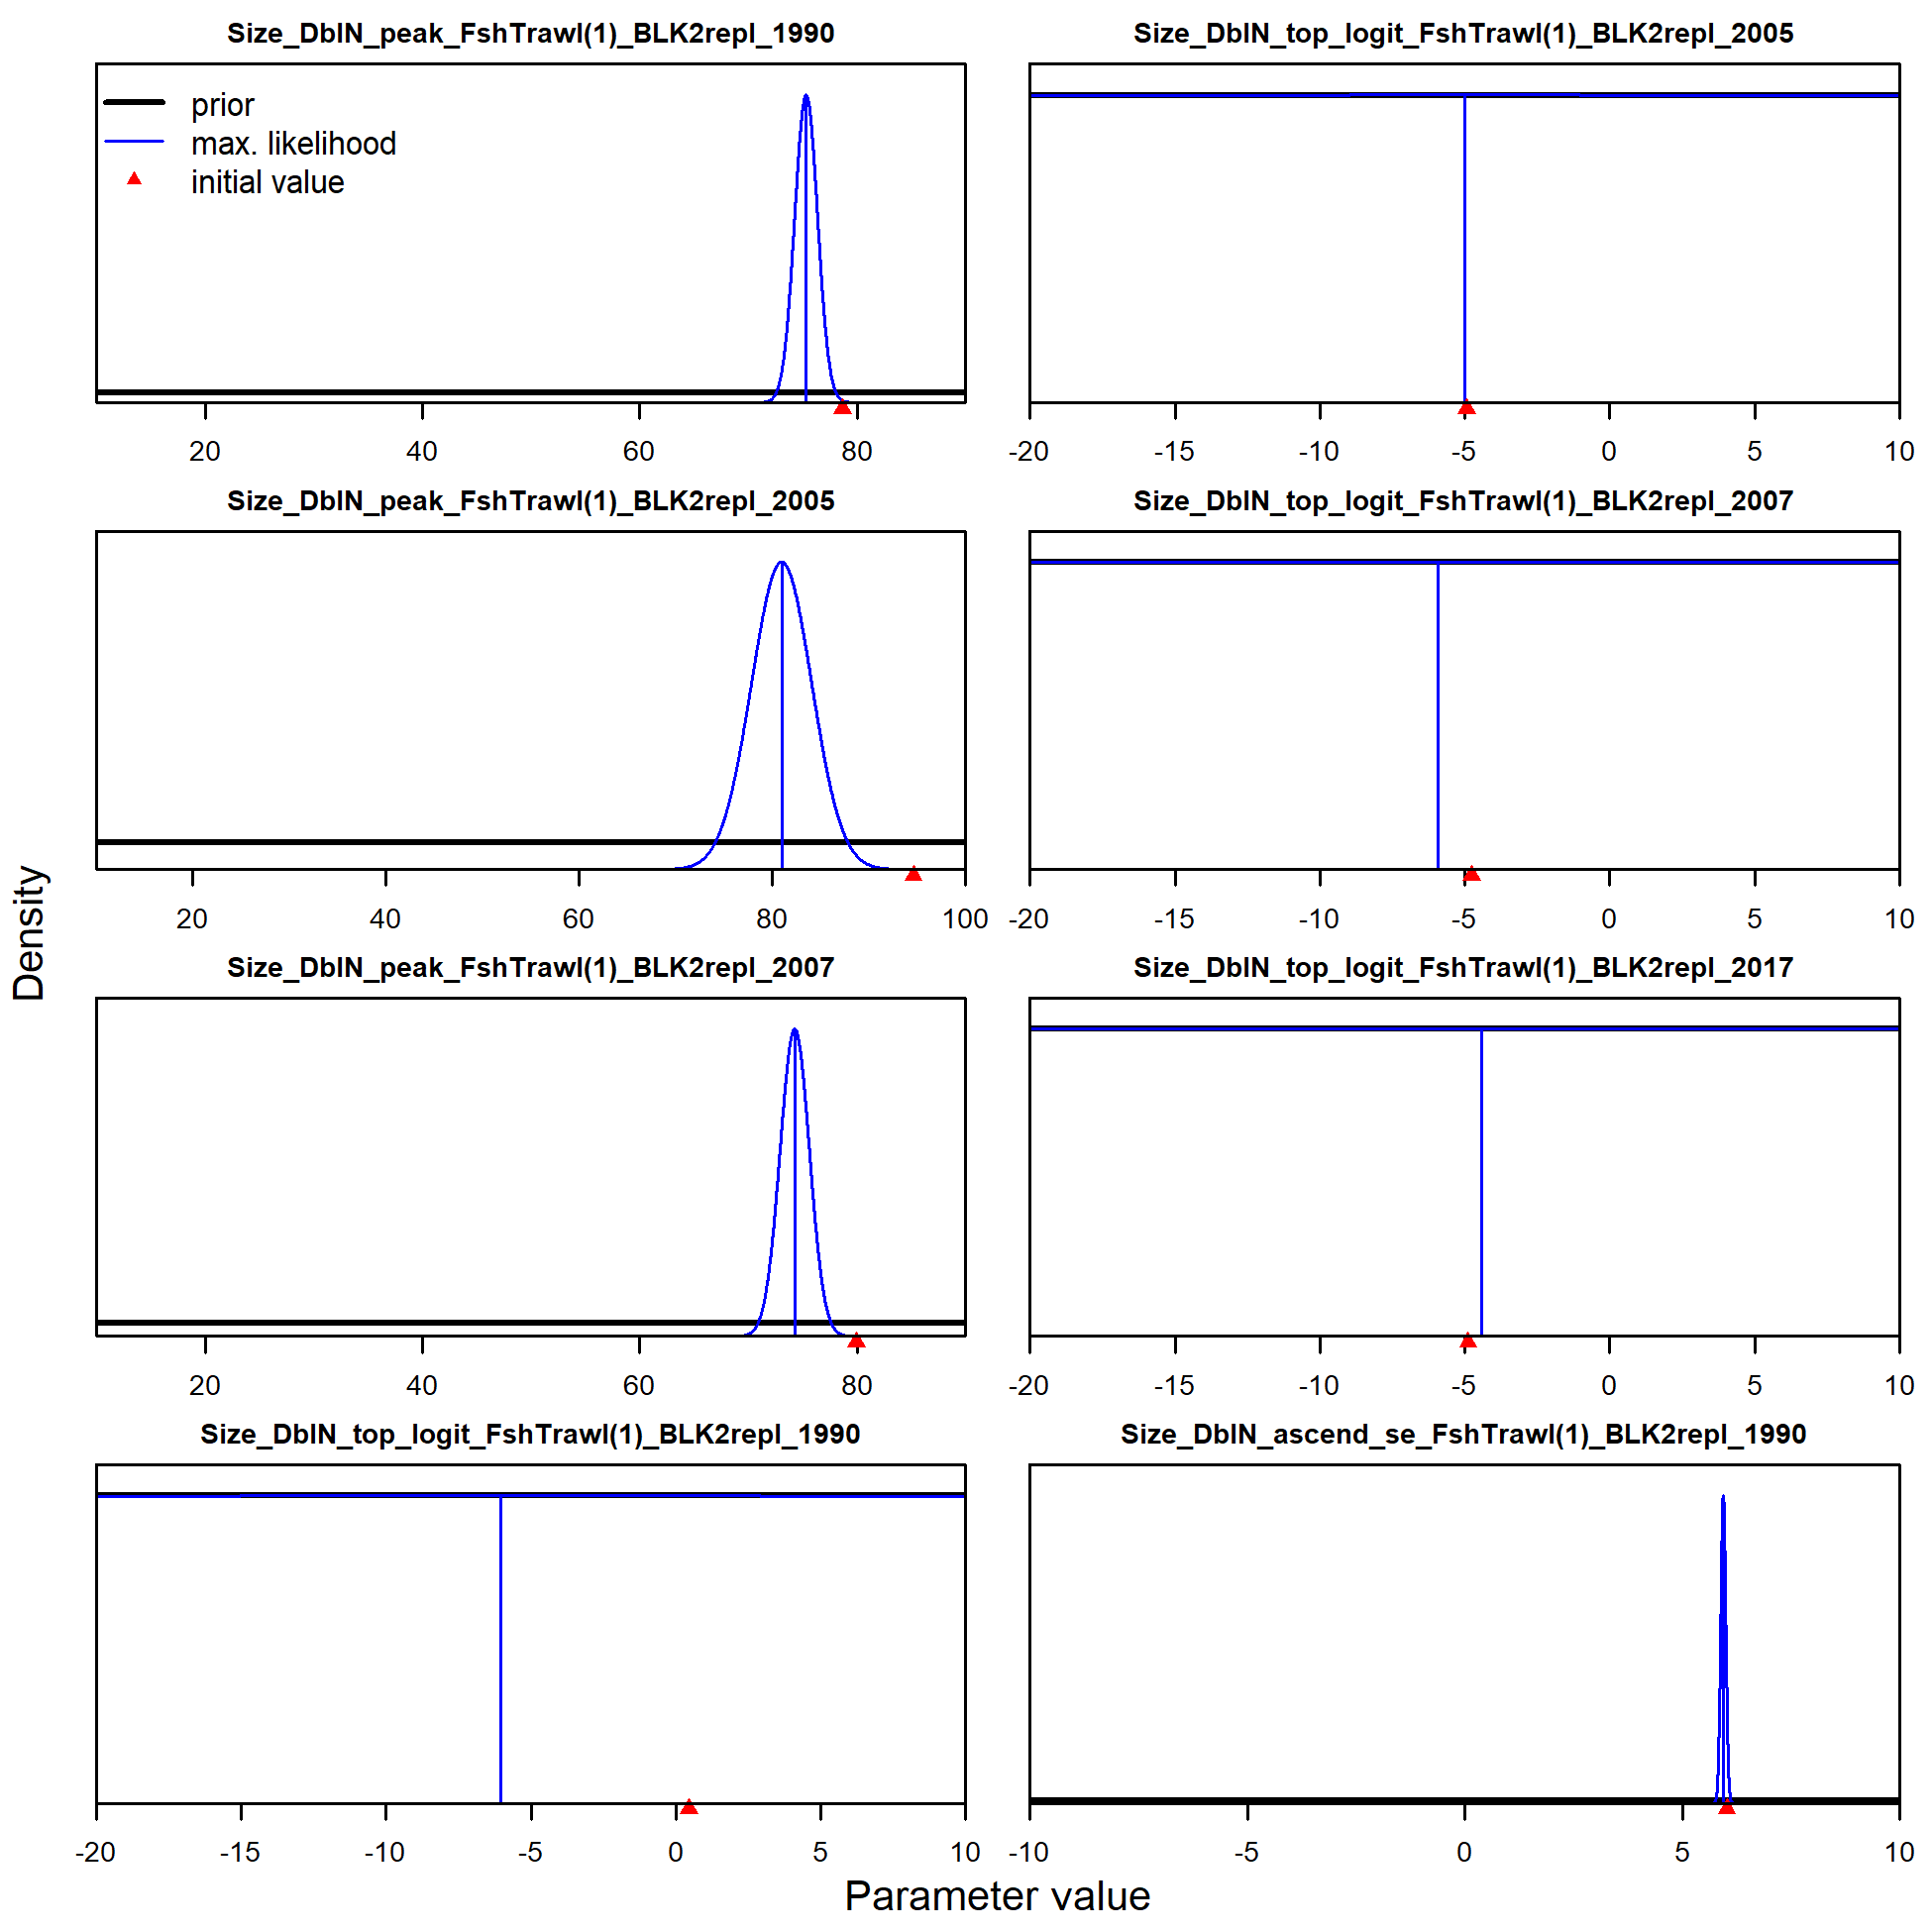 Size_DblN_peak_FshTrawl(1)_BLK2repl_1990
prior
max. likelihood
initial value
20 40 60 80
Size_DblN_top_logit_FshTrawl(1)_BLK2repl_2005
-20 -15 -10 -5 0 5 10
Size_DblN_peak_FshTrawl(1)_BLK2repl_2005
20 40 60 80 100
Size_DblN_top_logit_FshTrawl(1)_BLK2repl_2007
-20 -15 -10 -5 0 5 10
Size_DblN_peak_FshTrawl(1)_BLK2repl_2007
20 40 60 80
Size_DblN_top_logit_FshTrawl(1)_BLK2repl_2017
-20 -15 -10 -5 0 5 10
Size_DblN_top_logit_FshTrawl(1)_BLK2repl_1990
-20 -15 -10 -5 0 5 10
Size_DblN_ascend_se_FshTrawl(1)_BLK2repl_1990
-10 -5 0 5 10
Density
Parameter value